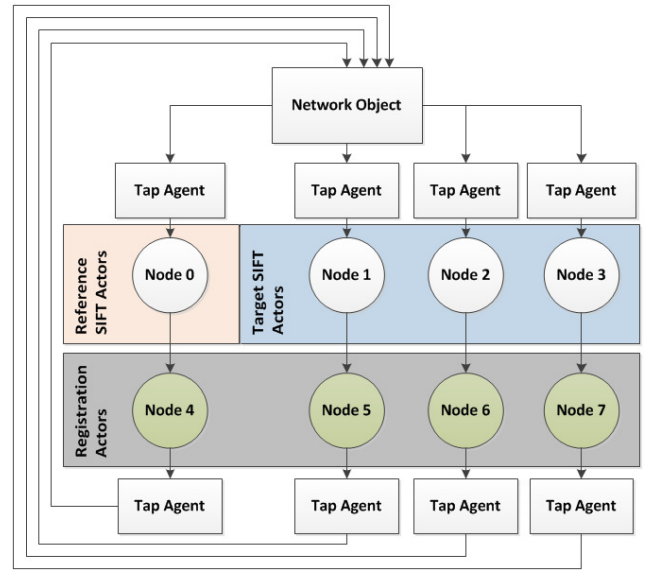 Network Object
Tap Agent
Tap Agent
Tap Agent
Tap Agent
Reference
SIFT Actors
Node 0
Target SIFT
Actors
Node 1
Node 2
Node 3
Registration
Actors
Node 4
Node 5
Node 6
Node 7
Tap Agent
Tap Agent
Tap Agent
Tap Agent